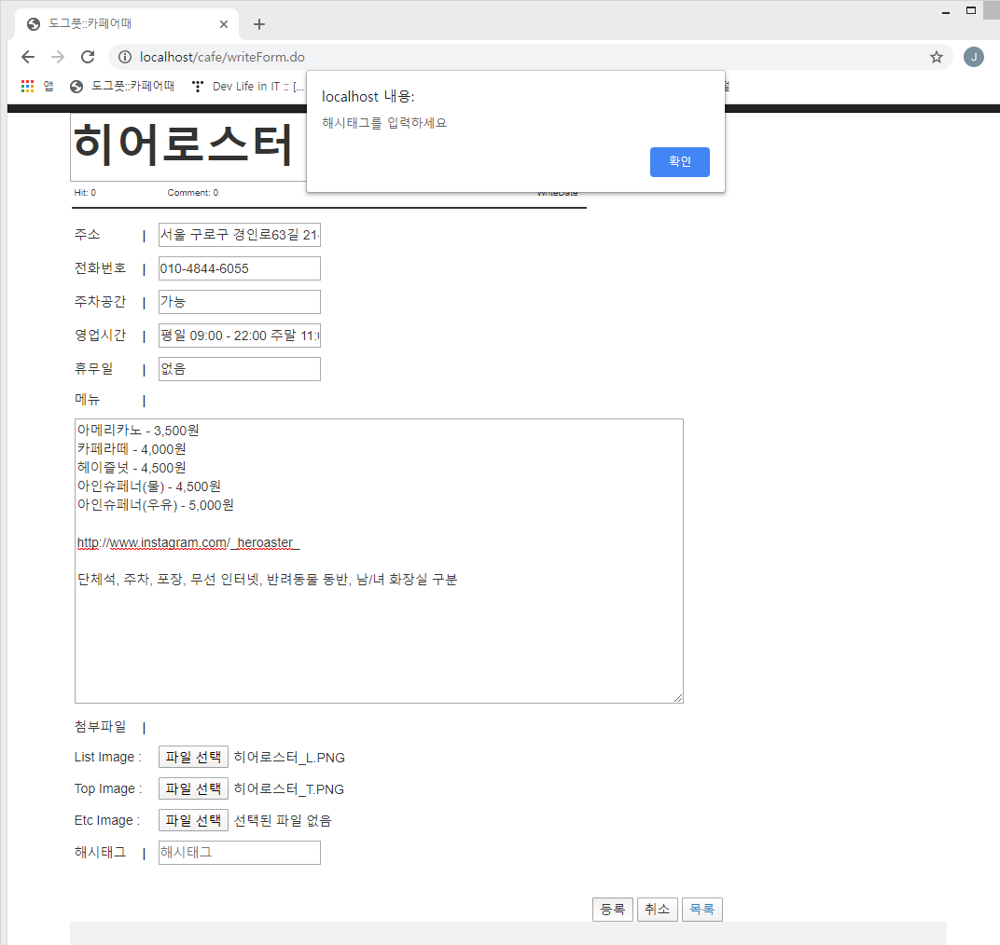 도그풋::카페어때
localhost/cafe/writeForm.do
J
앱 도그풋::카페어때 Dev Life in IT :: [...
localhost 내용:
해시태그를 입력하세요
확인
히어로스터
Hit: 0 Comment: 0 WriteDate
주소 | 서울 구로구 경인로63길 21-
전화번호 | 010-4844-6055
주차공간 | 가능
영업시간 | 평일 09:00 - 22:00 주말 11:0
휴무일 | 없음
메뉴 |
아메리카노 - 3,500원
카페라떼 - 4,000원
헤이즐넛 - 4,500원
아인슈페너(물) - 4,500원
아인슈페너(우유) - 5,000원
http://www.instagram.com/_heroaster_
단체석, 주차, 포장, 무선 인터넷, 반려동물 동반, 남/녀 화장실 구분
첨부파일 |
List Image : 파일 선택 히어로스터_L.PNG
Top Image : 파일 선택 히어로스터_T.PNG
Etc Image : 파일 선택 선택된 파일 없음
해시태그 | 해시태그
등록 취소 목록